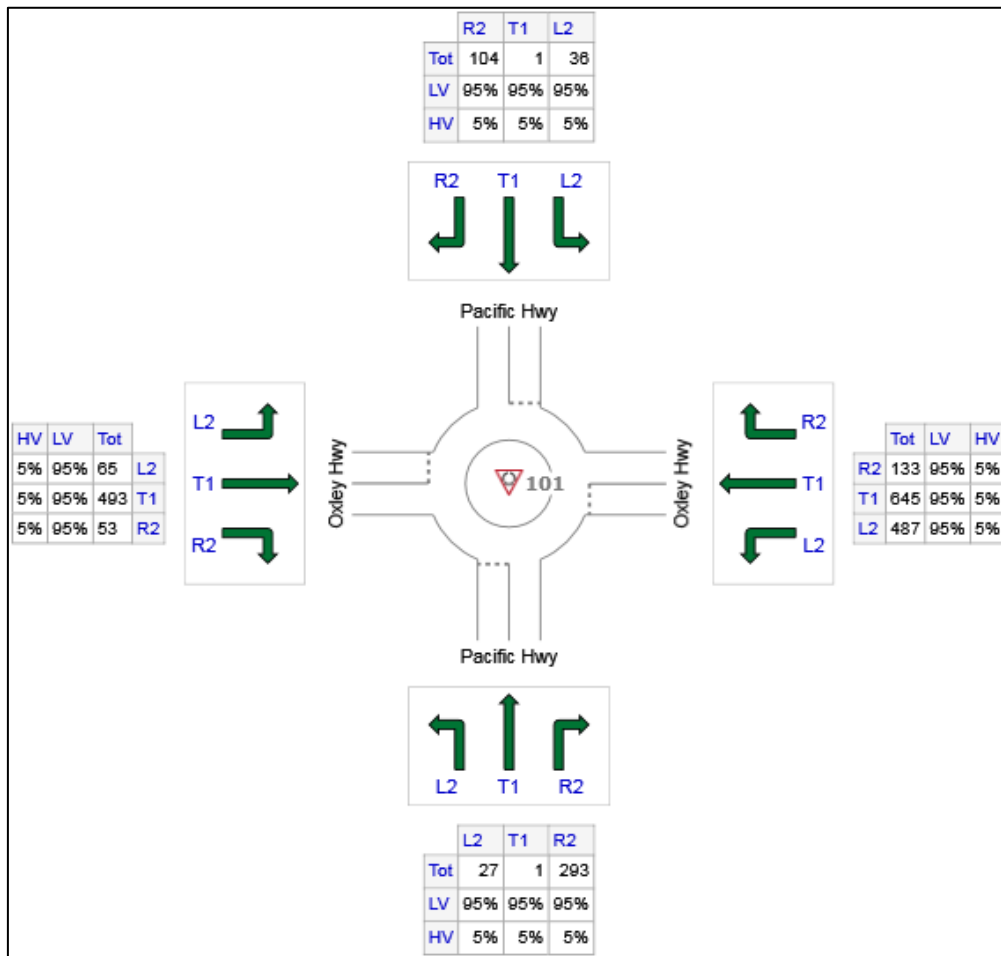 R2 T1 L2
Tot 104 1 36
LV 95% 95% 95%
HV 5% 5% 5%
R2 T1 L2
Pacific Hwy
HV LV Tot
5% 95% 65 L2
5% 95% 493 T1
5% 95% 53 R2
L2
T1
R2
Oxley Hwy
101
Oxley Hwy
R2
T1
L2
Tot LV HV
R2 133 95% 5%
T1 645 95% 5%
L2 487 95% 5%
Pacific Hwy
L2 T1 R2
L2 T1 R2
Tot 27 1 293
LV 95% 95% 95%
HV 5% 5% 5%